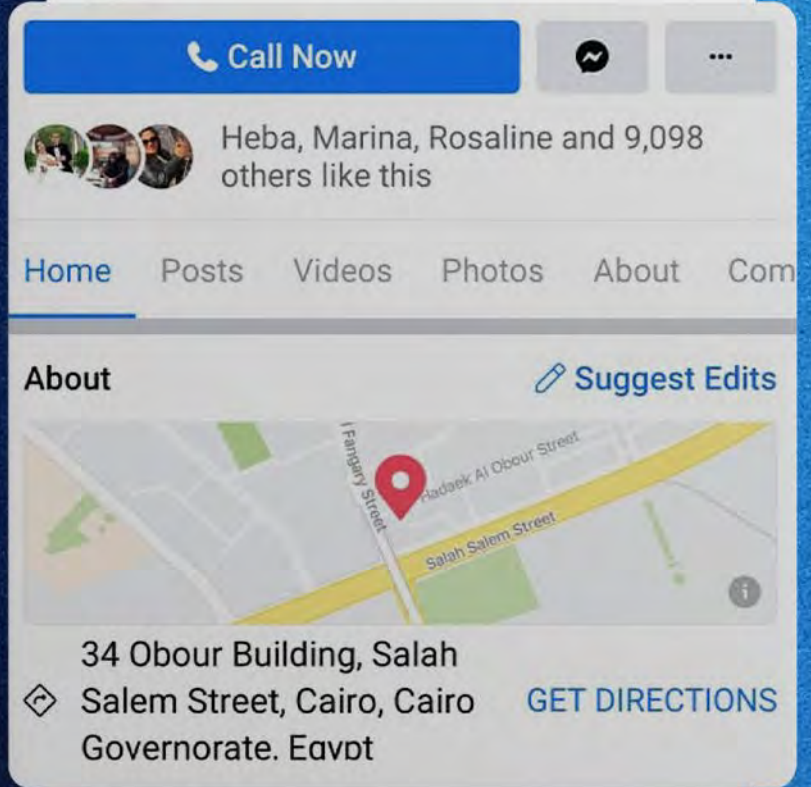 Call Now
Heba, Marina, Rosaline and 9,098
others like this
Home Posts Videos Photos About Com
About
Suggest Edits
l Fangary Street
Hadaek Al Obour Street
Salah Salem Street
34 Obour Building, Salah
Salem Street, Cairo, Cairo
Governorate, Egypt
GET DIRECTIONS